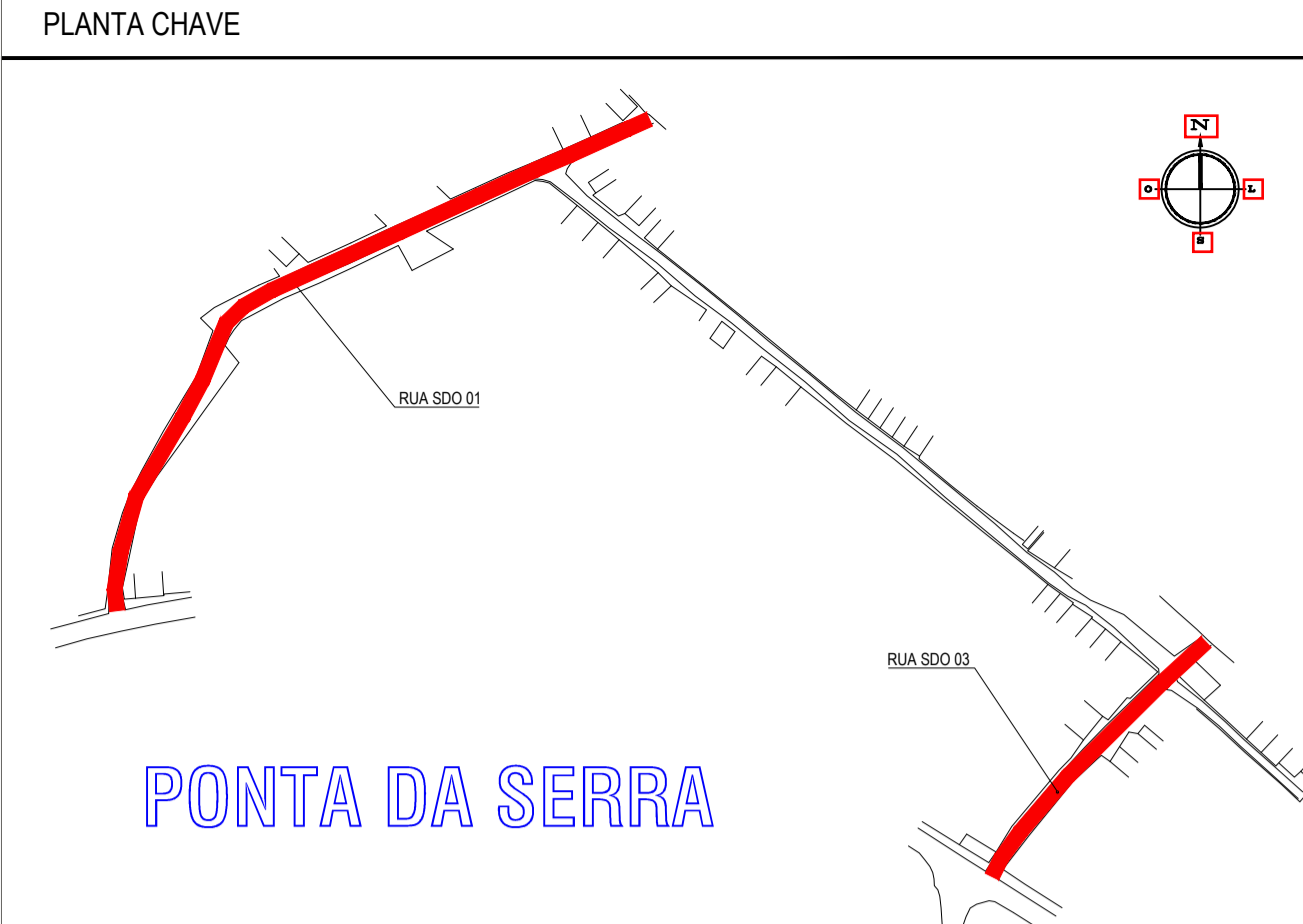 PLANTA CHAVE
N
O L
S
RUA SDO 01
RUA SDO 03
PONTA DA SERRA